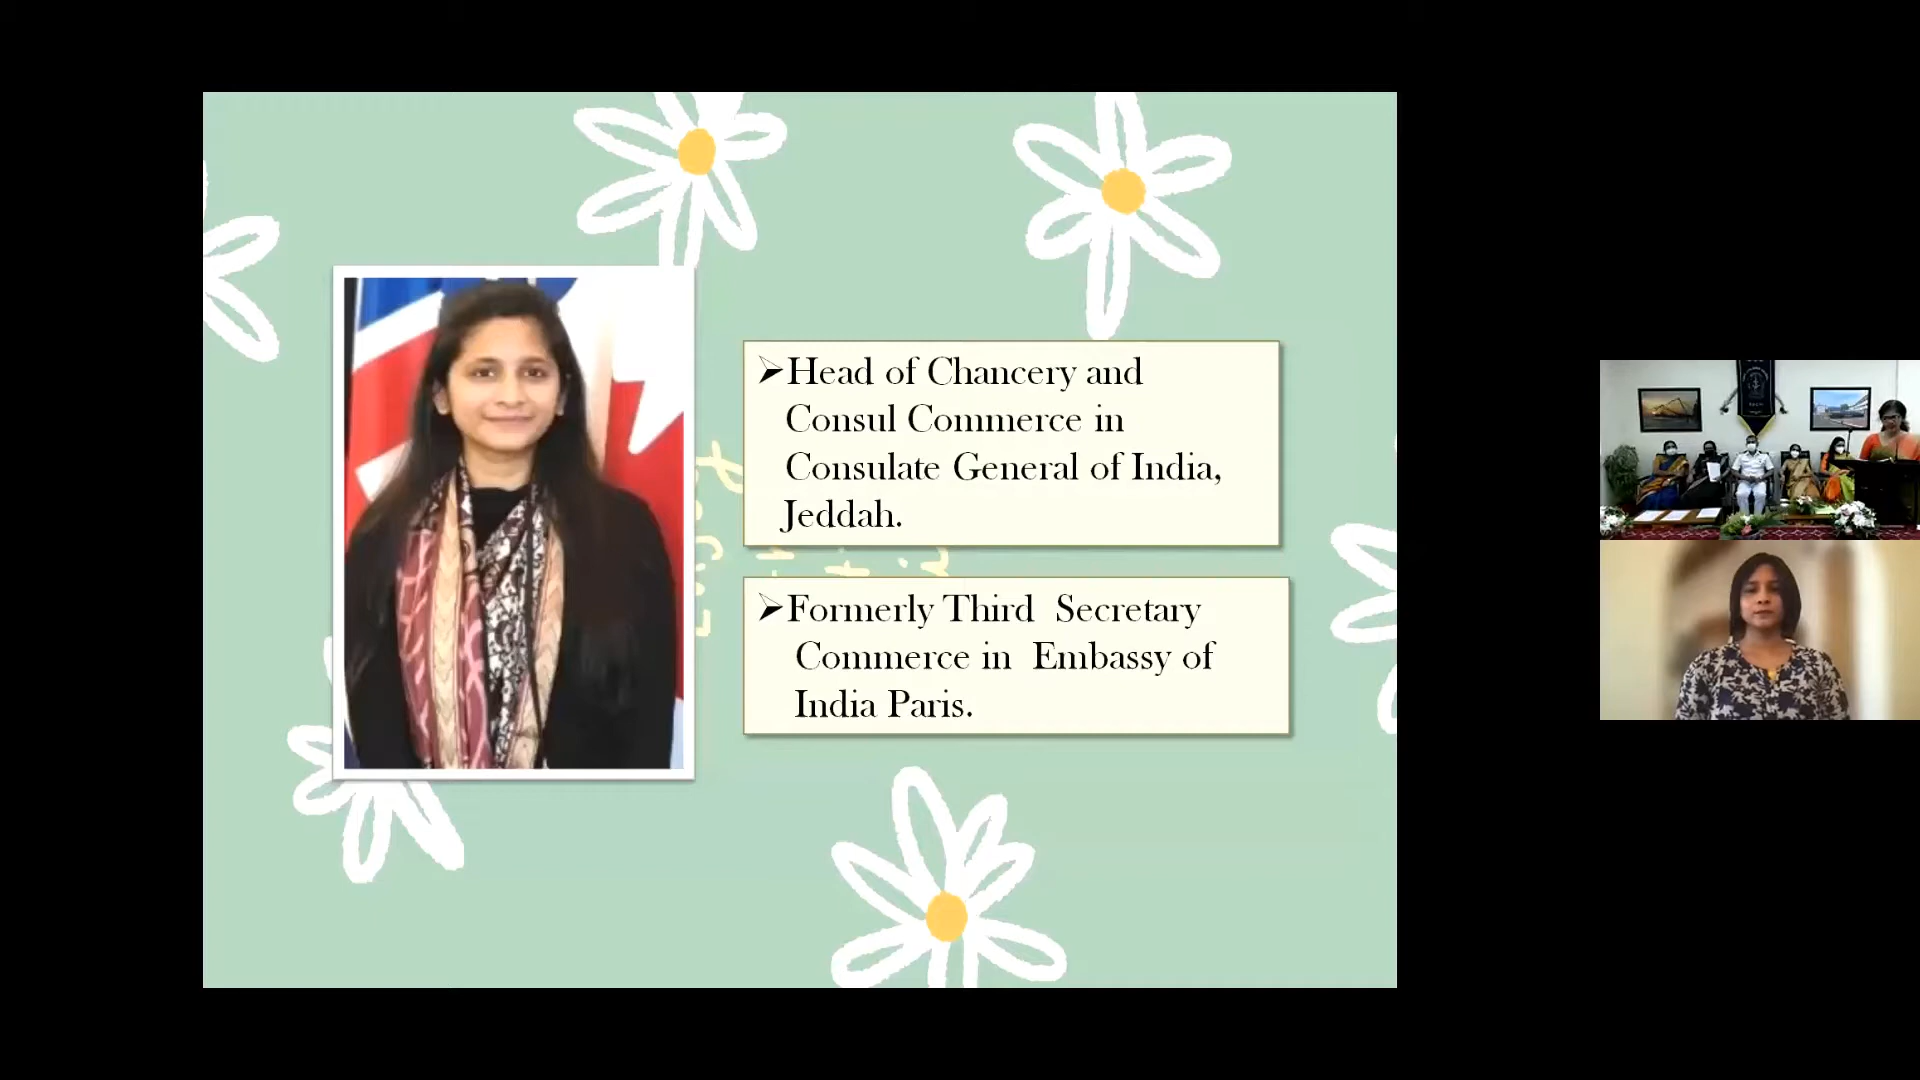 ➢Head of Chancery and
Consul Commerce in
Consulate General of India,
Jeddah.
➢Formerly Third Secretary
Commerce in Embassy of
India Paris.